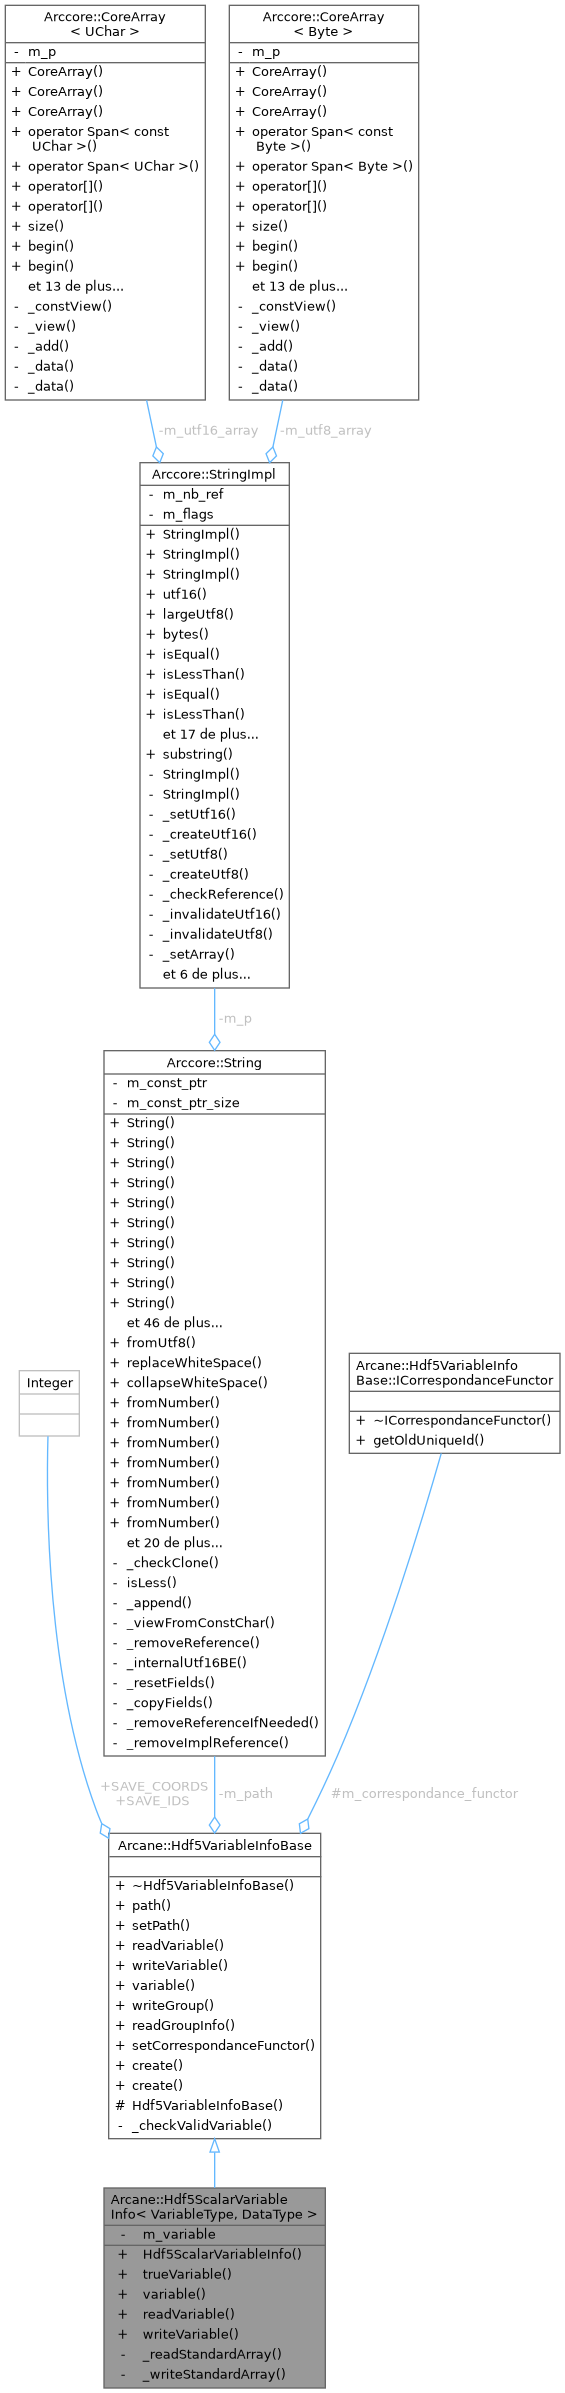 Arccore::CoreArray
< UChar >
- m_p
+ CoreArray()
+ CoreArray()
+ CoreArray()
+ operator Span< const
UChar >()
+ operator Span< UChar >()
+ operator[]()
+ operator[]()
+ size()
+ begin()
+ begin()
et 13 de plus...
- _constView()
- _view()
- _add()
- _data()
- _data()
Arccore::CoreArray
< Byte >
- m_p
+ CoreArray()
+ CoreArray()
+ CoreArray()
+ operator Span< const
Byte >()
+ operator Span< Byte >()
+ operator[]()
+ operator[]()
+ size()
+ begin()
+ begin()
et 13 de plus...
- _constView()
- _view()
- _add()
- _data()
- _data()
-m_utf16_array
-m_utf8_array
Arccore::StringImpl
- m_nb_ref
- m_flags
+ StringImpl()
+ StringImpl()
+ StringImpl()
+ utf16()
+ largeUtf8()
+ bytes()
+ isEqual()
+ isLessThan()
+ isEqual()
+ isLessThan()
et 17 de plus...
+ substring()
- StringImpl()
- StringImpl()
- _setUtf16()
- _createUtf16()
- _setUtf8()
- _createUtf8()
- _checkReference()
- _invalidateUtf16()
- _invalidateUtf8()
- _setArray()
et 6 de plus...
-m_p
Arccore::String
- m_const_ptr
- m_const_ptr_size
+ String()
+ String()
+ String()
+ String()
+ String()
+ String()
+ String()
+ String()
+ String()
+ String()
et 46 de plus...
+ fromUtf8()
+ replaceWhiteSpace()
+ collapseWhiteSpace()
+ fromNumber()
+ fromNumber()
+ fromNumber()
+ fromNumber()
+ fromNumber()
+ fromNumber()
+ fromNumber()
et 20 de plus...
- _checkClone()
- isLess()
- _append()
- _viewFromConstChar()
- _removeReference()
- _internalUtf16BE()
- _resetFields()
- _copyFields()
- _removeReferenceIfNeeded()
- _removeImplReference()
Integer
Arcane::Hdf5VariableInfo
Base::ICorrespondanceFunctor
+ ~ICorrespondanceFunctor()
+ getOldUniqueId()
+SAVE_COORDS
+SAVE_IDS
-m_path
#m_correspondance_functor
Arcane::Hdf5VariableInfoBase
+ ~Hdf5VariableInfoBase()
+ path()
+ setPath()
+ readVariable()
+ writeVariable()
+ variable()
+ writeGroup()
+ readGroupInfo()
+ setCorrespondanceFunctor()
+ create()
+ create()
# Hdf5VariableInfoBase()
- _checkValidVariable()
Arcane::Hdf5ScalarVariable
Info< VariableType, DataType >
- m_variable
+ Hdf5ScalarVariableInfo()
+ trueVariable()
+ variable()
+ readVariable()
+ writeVariable()
- _readStandardArray()
- _writeStandardArray()